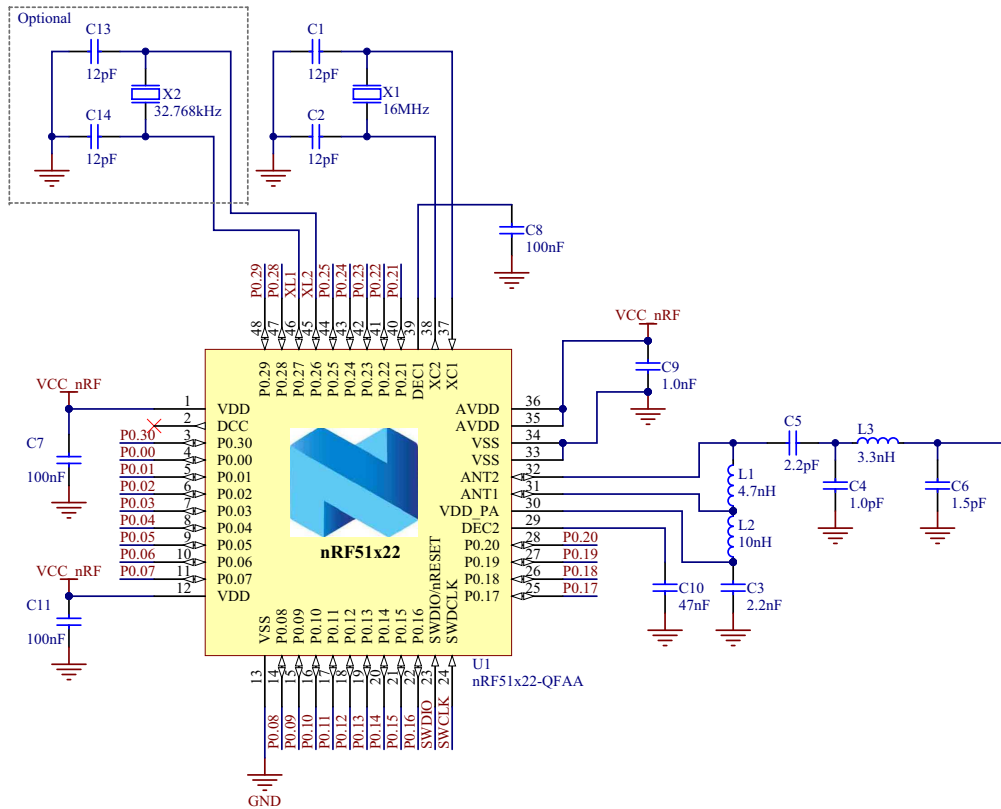 Optional
C13
12pF
X2
32.768kHz
C14
12pF
C1
12pF
X1
16MHz
C2
12pF
C8
100nF
P0.29
P0.28
XL1
XL2
P0.25
P0.24
P0.23
P0.22
P0.21
48
47
46
45
44
43
42
41
40
39
38
37
P0.29
P0.28
P0.27
P0.26
P0.25
P0.24
P0.23
P0.22
P0.21
DEC1
XC2
XC1
VCC_nRF
C9
1.0nF
VCC_nRF
C7
100nF
1 VDD
2 DCC
P0.30 3 P0.30
P0.00 4 P0.00
P0.01 5 P0.01
P0.02 6 P0.02
P0.03 7 P0.03
P0.04 8 P0.04
P0.05 9 P0.05
P0.06 10 P0.06
P0.07 11 P0.07
12 VDD
VCC_nRF
C11
100nF
nRF51x22
AVDD 36
AVDD 35
VSS 34
VSS 33
ANT2 32
ANT1 31
VDD_PA 30
DEC2 29
P0.20 28 P0.20
P0.19 27 P0.19
P0.18 26 P0.18
P0.17 25 P0.17
C5
2.2pF
L3
3.3nH
L1
4.7nH
C4
1.0pF
C6
1.5pF
L2
10nH
C10
47nF
C3
2.2nF
VSS
P0.08
P0.09
P0.10
P0.11
P0.12
P0.13
P0.14
P0.15
P0.16
SWDIO/nRESET
SWDCLK
U1
nRF51x22-QFAA
13
14
15
16
17
18
19
20
21
22
23
24
P0.08
P0.09
P0.10
P0.11
P0.12
P0.13
P0.14
P0.15
P0.16
SWDIO
SWCLK
GND